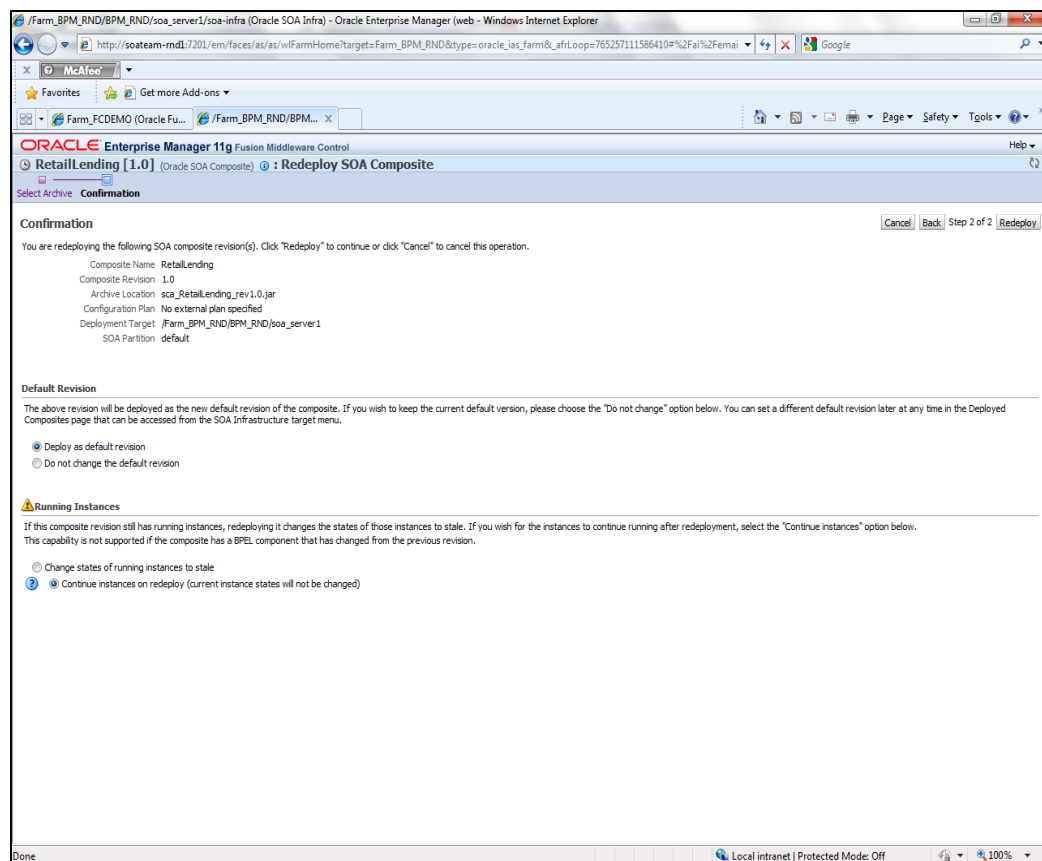 /Farm_BPM_RND/BPM_RND/soa_server1/soa-infra (Oracle SOA Infra) - Oracle Enterprise Manager (web - Windows Internet Explorer
http://soateam-rnd1:7201/em/faces/as/as/wlFarmHome?target=Farm_BPM_RND&type=oracle_ias_farm&_afrLoop=765257111586410#%2Fai%2Femai
Google
X McAfee
Favorites Get more Add-ons
Farm_FCDEMO (Oracle Fu... /Farm_BPM_RND/BPM... X Page Safety Tools
ORACLE Enterprise Manager 11g Fusion Middleware Control Help
RetailLending [1.0] (Oracle SOA Composite) : Redeploy SOA Composite
Select Archive Confirmation
Confirmation Cancel Back Step 2 of 2 Redeploy
You are redeploying the following SOA composite revision(s). Click "Redeploy" to continue or click "Cancel" to cancel this operation.
Composite Name RetailLending
Composite Revision 1.0
Archive Location sca_RetailLending_rev1.0.jar
Configuration Plan No external plan specified
Deployment Target /Farm_BPM_RND/BPM_RND/soa_server1
SOA Partition default
Default Revision
The above revision will be deployed as the new default revision of the composite. If you wish to keep the current default version, please choose the "Do not change" option below. You can set a different default revision later at any time in the Deployed
Composites page that can be accessed from the SOA Infrastructure target menu.
Deploy as default revision
Do not change the default revision
Running Instances
If this composite revision still has running instances, redeploying it changes the states of those instances to stale. If you wish for the instances to continue running after redeployment, select the "Continue instances" option below.
This capability is not supported if the composite has a BPEL component that has changed from the previous revision.
Change states of running instances to stale
Continue instances on redeploy (current instance states will not be changed)
Done Local intranet | Protected Mode: Off 100%